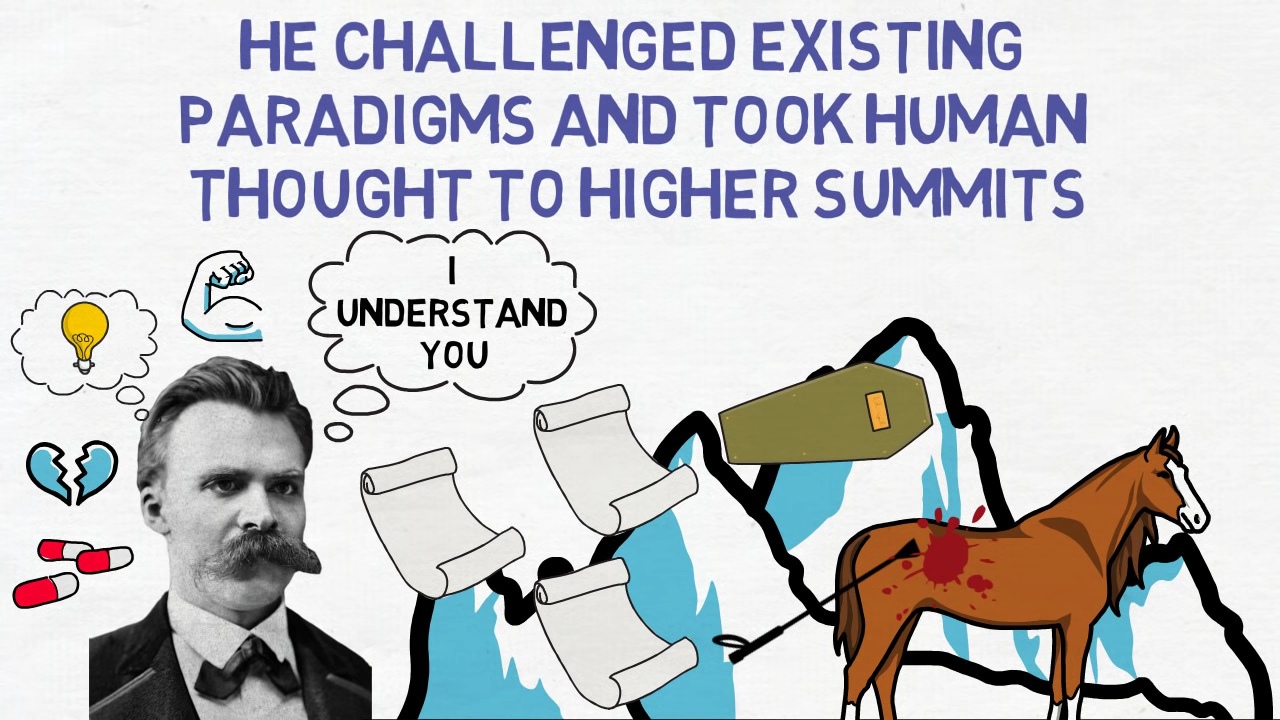 HE CHALLENGED EXISTING
PARADIGMS AND TOOK HUMAN
THOUGHT TO HIGHER SUMMITS
I
UNDERSTAND
YOU